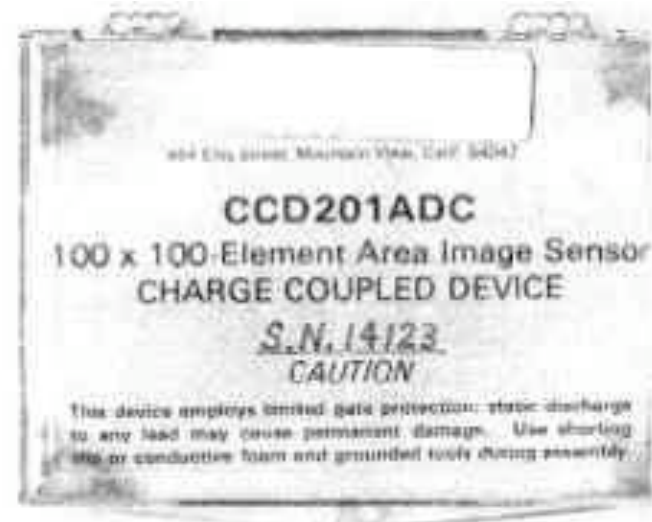 464 Ellis Street, Mountain View, Calif. 94042
CCD201ADC
100 x 100-Element Area Image Sensor
CHARGE COUPLED DEVICE
S.N. 14123
CAUTION
This device employs limited gate protection: static discharge
to any lead may cause permanent damage. Use shorting
clip or conductive foam and grounded tools during assembly.